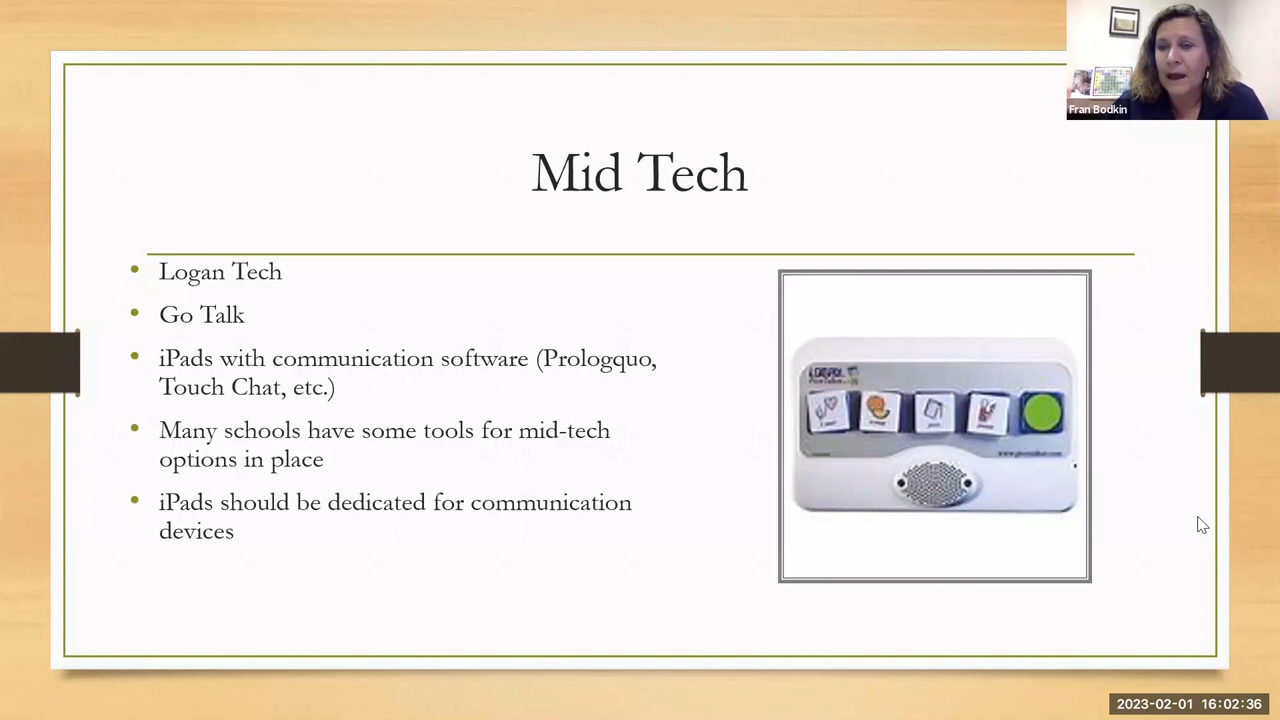 Fran Bodkin
Mid Tech
• Logan Tech
• Go Talk
• iPads with communication software (Prologquo,
Touch Chat, etc.)
• Many schools have some tools for mid-tech
options in place
• iPads should be dedicated for communication
devices
2023-02-01 16:02:36